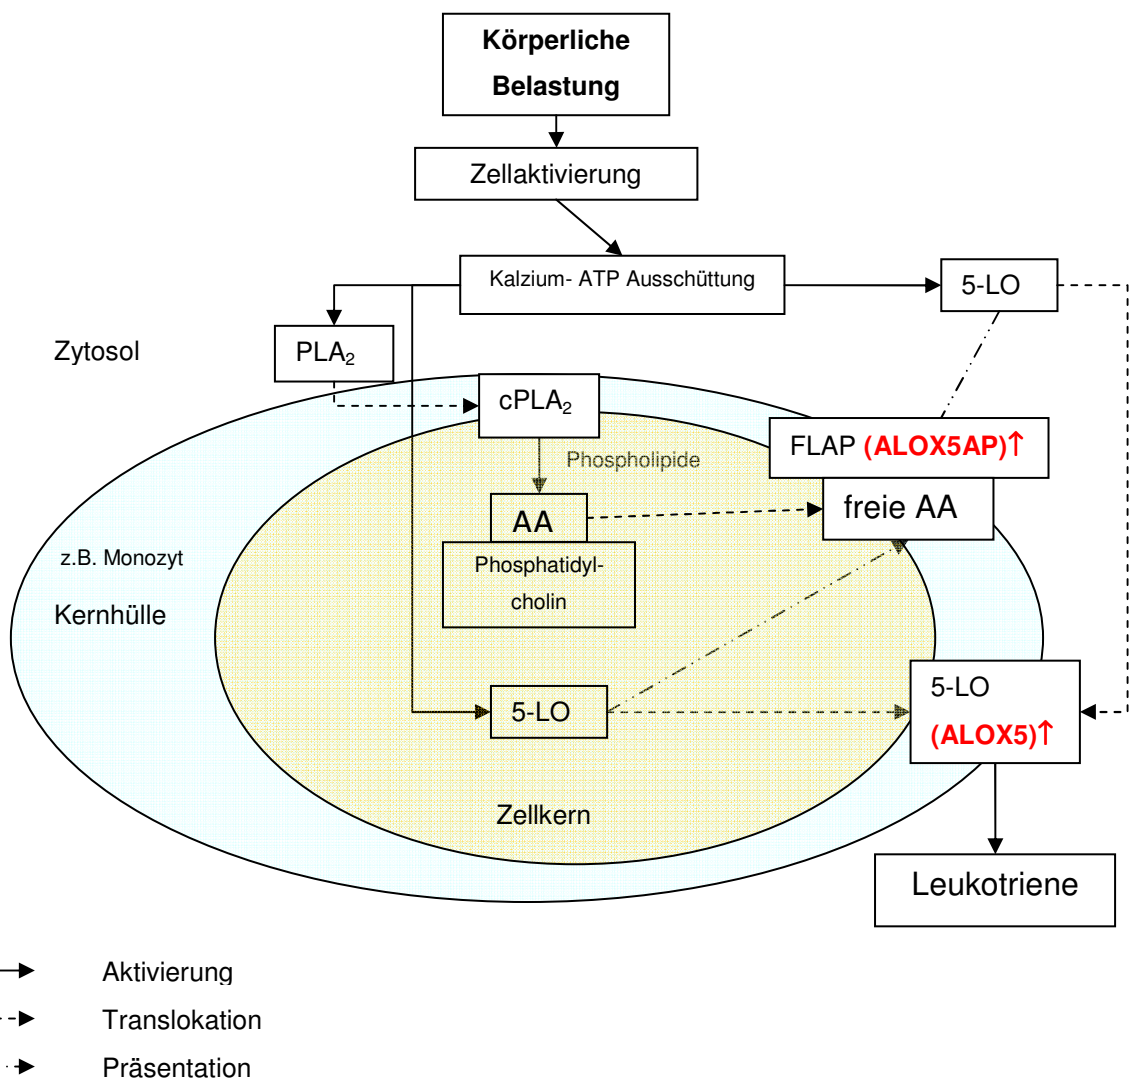 Körperliche
Belastung
Zellaktivierung
Kalzium- ATP Ausschüttung
5-LO
Zytosol
PLA₂
cPLA₂
FLAP (ALOX5AP)↑
Phospholipide
AA
freie AA
z.B. Monozyt
Phosphatidyl-
cholin
Kernhülle
5-LO
5-LO
(ALOX5)↑
Zellkern
Leukotriene
Aktivierung
Translokation
Präsentation